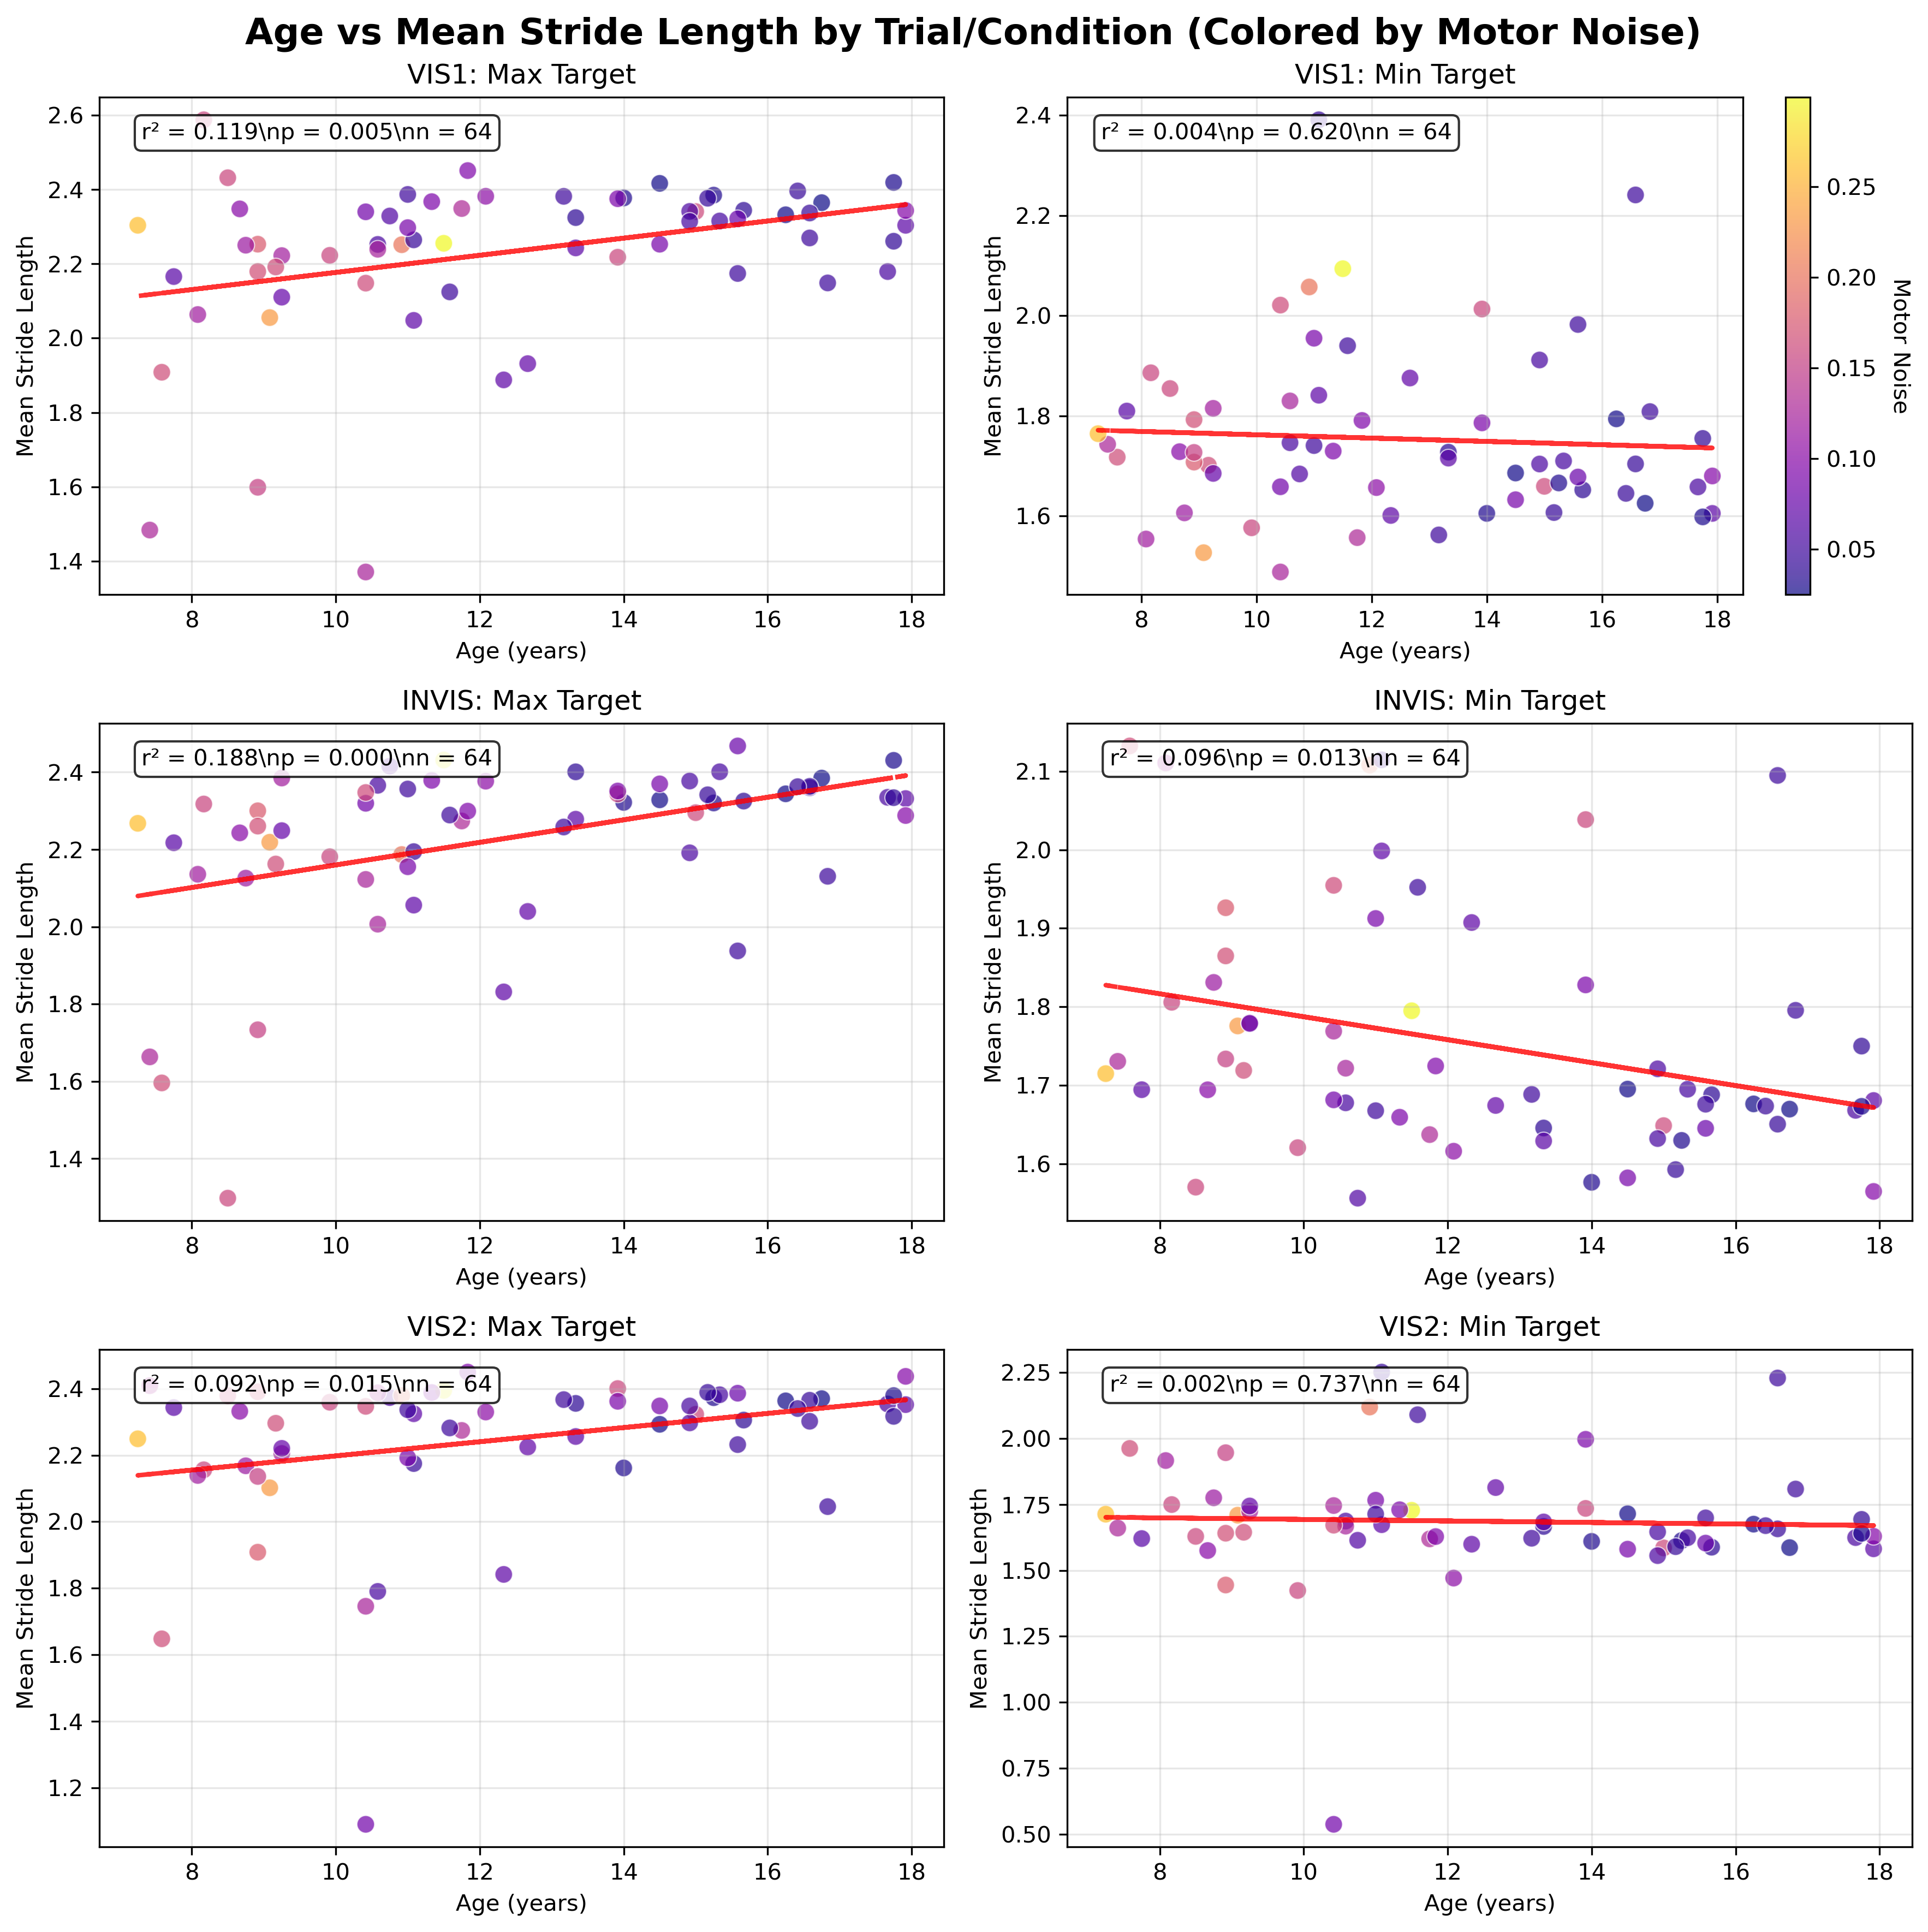 Age vs Mean Stride Length by Trial/Condition (Colored by Motor Noise)
VIS1: Max Target
r² = 0.119\np = 0.005\nn = 64
2.6
2.4
2.2
2.0
1.8
1.6
1.4
Mean Stride Length
8 10 12 14 16 18
Age (years)
VIS1: Min Target
r² = 0.004\np = 0.620\nn = 64
2.4
2.2
2.0
1.8
1.6
Mean Stride Length
8 10 12 14 16 18
Age (years)
0.25
0.20
0.15
0.10
0.05
Motor Noise
INVIS: Max Target
r² = 0.188\np = 0.000\nn = 64
2.4
2.2
2.0
1.8
1.6
1.4
Mean Stride Length
8 10 12 14 16 18
Age (years)
INVIS: Min Target
r² = 0.096\np = 0.013\nn = 64
2.1
2.0
1.9
1.8
1.7
1.6
Mean Stride Length
8 10 12 14 16 18
Age (years)
VIS2: Max Target
r² = 0.092\np = 0.015\nn = 64
2.4
2.2
2.0
1.8
1.6
1.4
1.2
Mean Stride Length
8 10 12 14 16 18
Age (years)
VIS2: Min Target
r² = 0.002\np = 0.737\nn = 64
2.25
2.00
1.75
1.50
1.25
1.00
0.75
0.50
Mean Stride Length
8 10 12 14 16 18
Age (years)